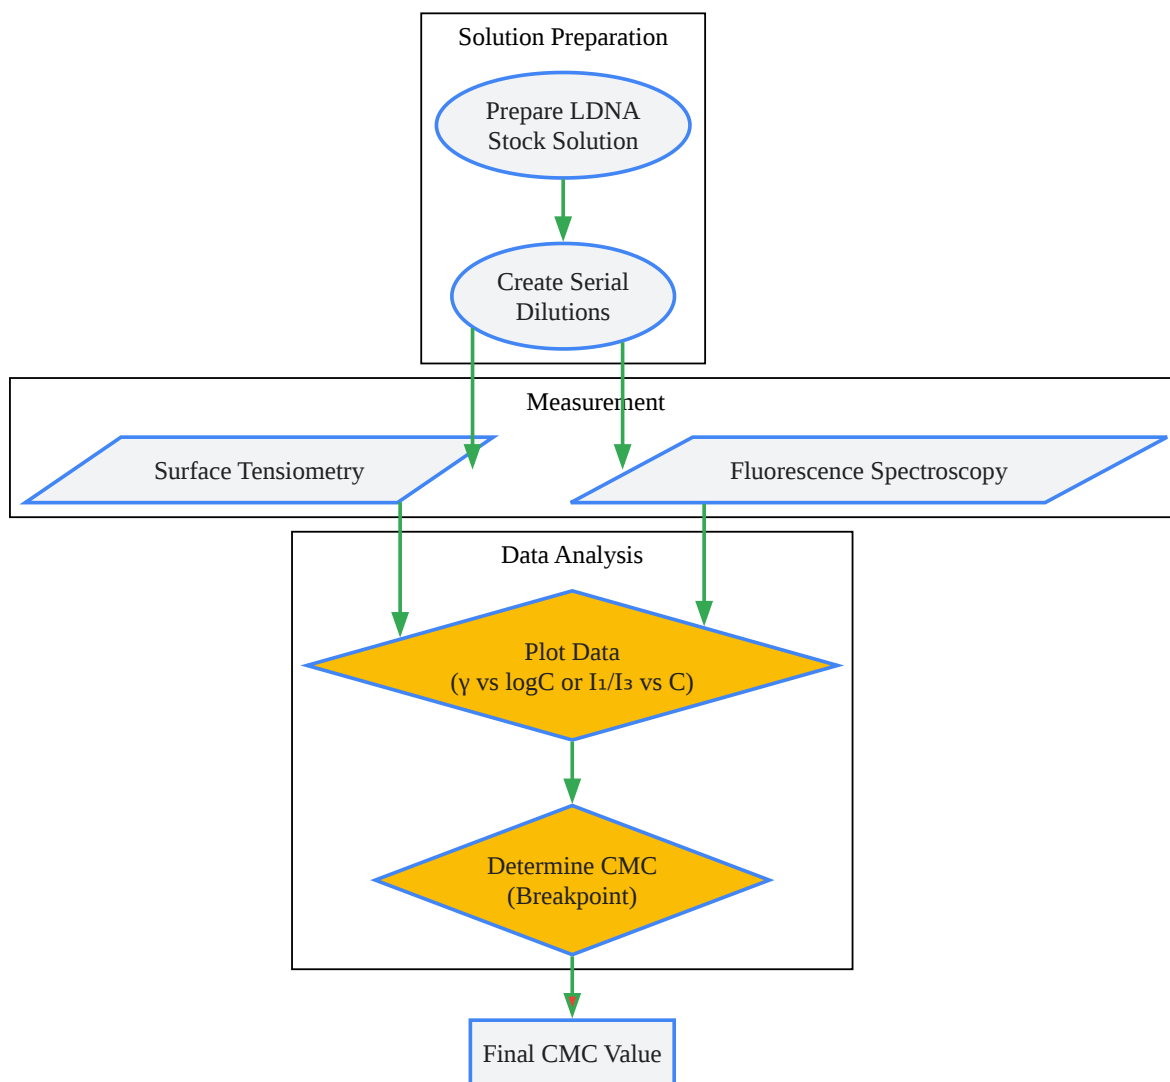 Solution Preparation
Prepare LDNA
Stock Solution
Create Serial
Dilutions
Measurement
Surface Tensiometry
Fluorescence Spectroscopy
Data Analysis
Plot Data
(γ vs logC or I₁/I₃ vs C)
Determine CMC
(Breakpoint)
Final CMC Value